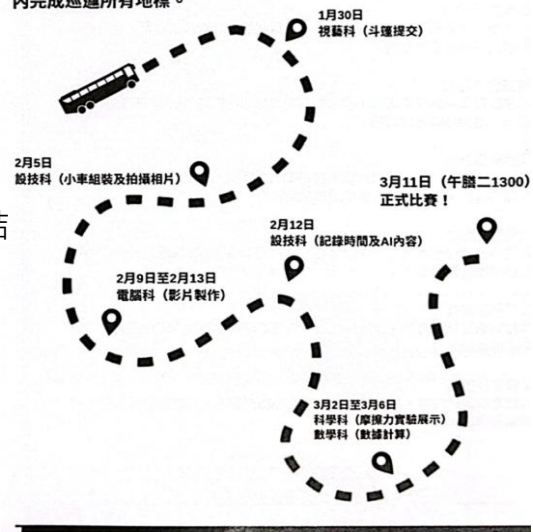 內完成巡邏所有地標。
1月30日
視藝科（斗篷提交）
2月5日
設技科（小車組裝及拍攝相片）
3月11日（午膳二1300）
正式比賽！
2月12日
設技科（記錄時間及AI內容）
2月9日至2月13日
電腦科（影片製作）
3月2日至3月6日
科學科（摩擦力實驗展示）
數學科（數據計算）